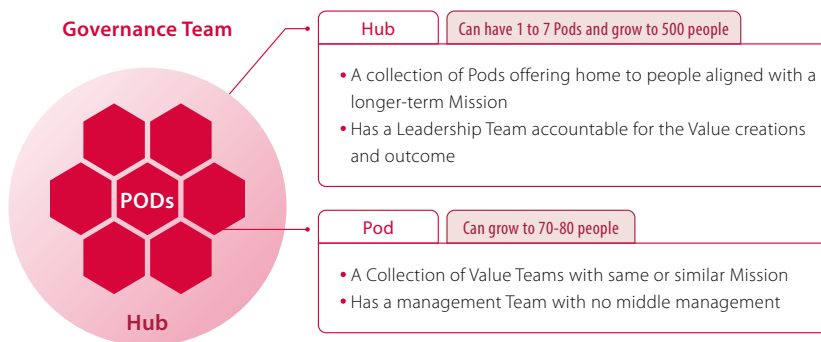 Governance Team
PODs
Hub
Hub
Can have 1 to 7 Pods and grow to 500 people
• A collection of Pods offering home to people aligned with a
longer-term Mission
• Has a Leadership Team accountable for the Value creations
and outcome
Pod
Can grow to 70-80 people
• A Collection of Value Teams with same or similar Mission
• Has a management Team with no middle management